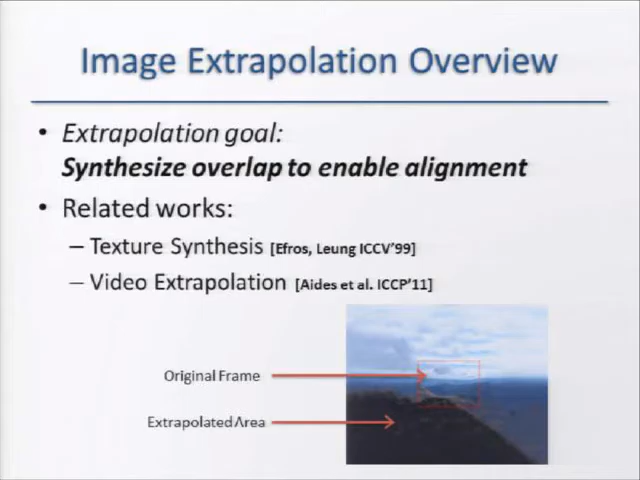 Image Extrapolation Overview
• Extrapolation goal:
Synthesize overlap to enable alignment
• Related works:
– Texture Synthesis [Efros, Leung ICCV'99]
– Video Extrapolation [Aides et al. ICCP'11]
Original Frame
Extrapolated Area